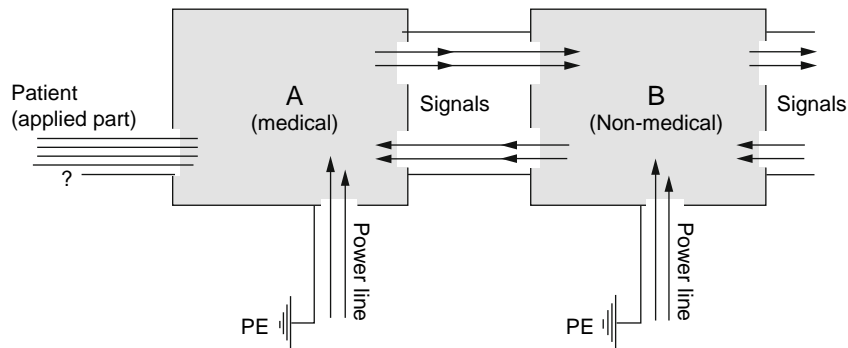 Patient
(applied part)
?
A
(medical)
Signals
B
(Non-medical)
Signals
Power line
PE
Power line
PE